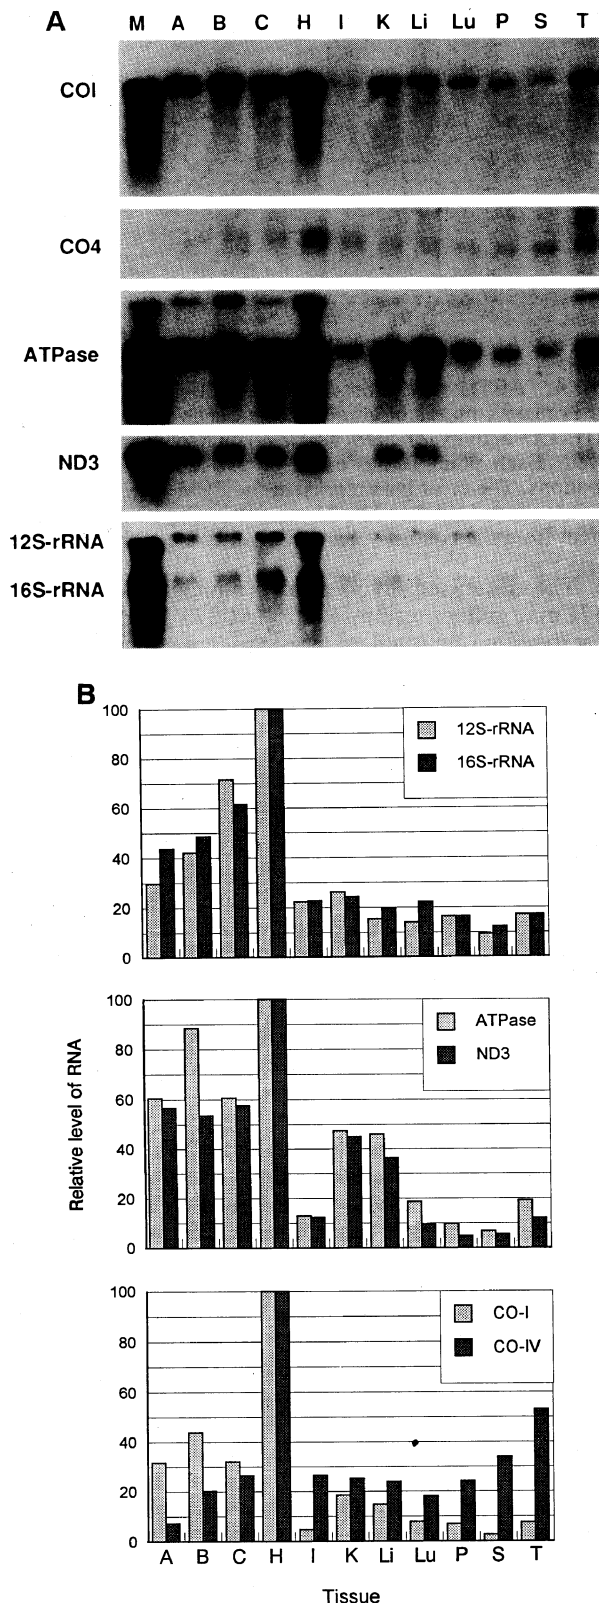 A M A B C H I K Li Lu P S T
COI
CO4
ATPase
ND3
12S-rRNA
16S-rRNA
B
100
80
60
40
20
0
12S-rRNA
16S-rRNA
Relative level of RNA
100
80
60
40
20
0
ATPase
ND3
100
80
60
40
20
0
CO-I
CO-IV
A B C H I K Li Lu P S T
Tissue